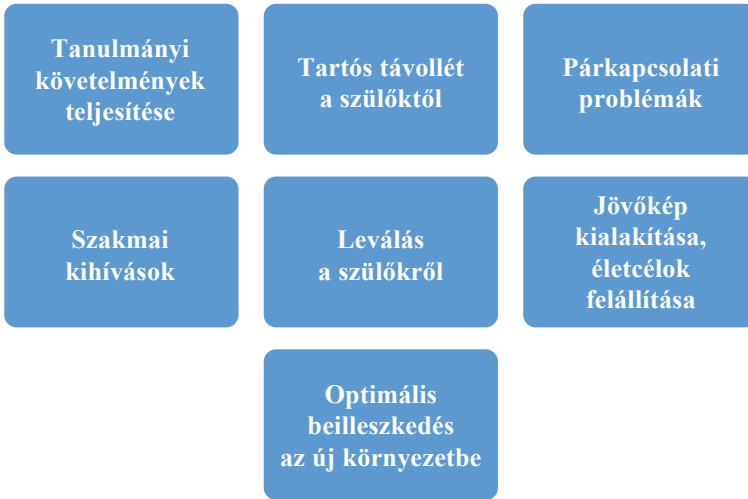 Tanulmányi
követelmények
teljesítése
Tartós távollét
a szülőktől
Párkapcsolati
problémák
Szakmai
kihívások
Leválás
a szülőkről
Jövőkép
kialakítása,
életcélok
felállítása
Optimális
beilleszkedés
az új környezetbe